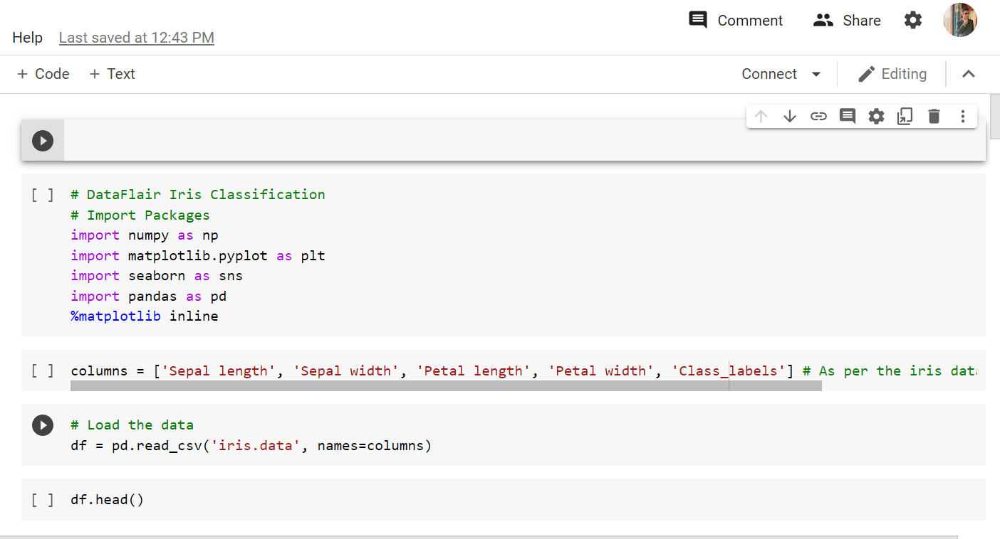 Comment Share
Help Last saved at 12:43 PM
+ Code + Text Connect Editing
[ ] # DataFlair Iris Classification
# Import Packages
import numpy as np
import matplotlib.pyplot as plt
import seaborn as sns
import pandas as pd
%matplotlib inline
[ ] columns = ['Sepal length', 'Sepal width', 'Petal length', 'Petal width', 'Class_labels'] # As per the iris
# Load the data
df = pd.read_csv('iris.data', names=columns)
[ ] df.head()